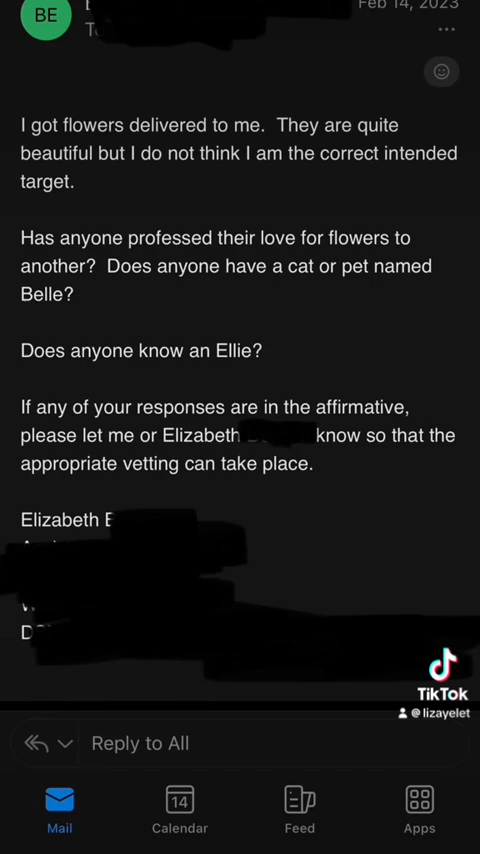 BE
Feb 14, 2023
I got flowers delivered to me. They are quite
beautiful but I do not think I am the correct intended
target.
Has anyone professed their love for flowers to
another? Does anyone have a cat or pet named
Belle?
Does anyone know an Ellie?
If any of your responses are in the affirmative,
please let me or Elizabeth know so that the
appropriate vetting can take place.
Elizabeth
TikTok
@lizayelet
Reply to All
14
Mail Calendar Feed Apps